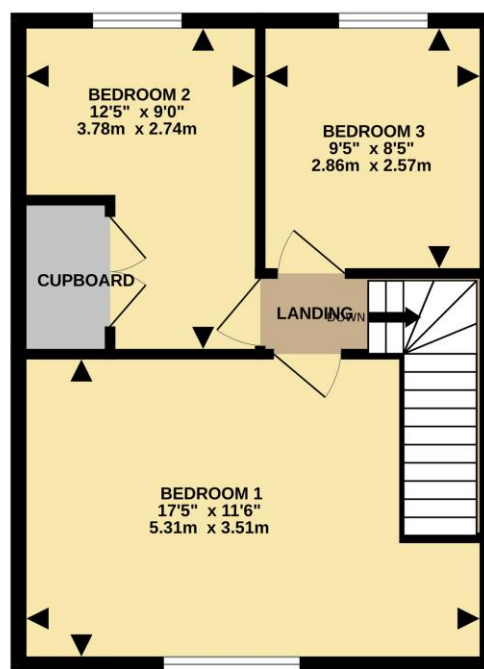 BEDROOM 2
12'5" x 9'0"
3.78m x 2.74m
BEDROOM 3
9'5" x 8'5"
2.86m x 2.57m
CUPBOARD
LANDING
DOWN
BEDROOM 1
17'5" x 11'6"
5.31m x 3.51m